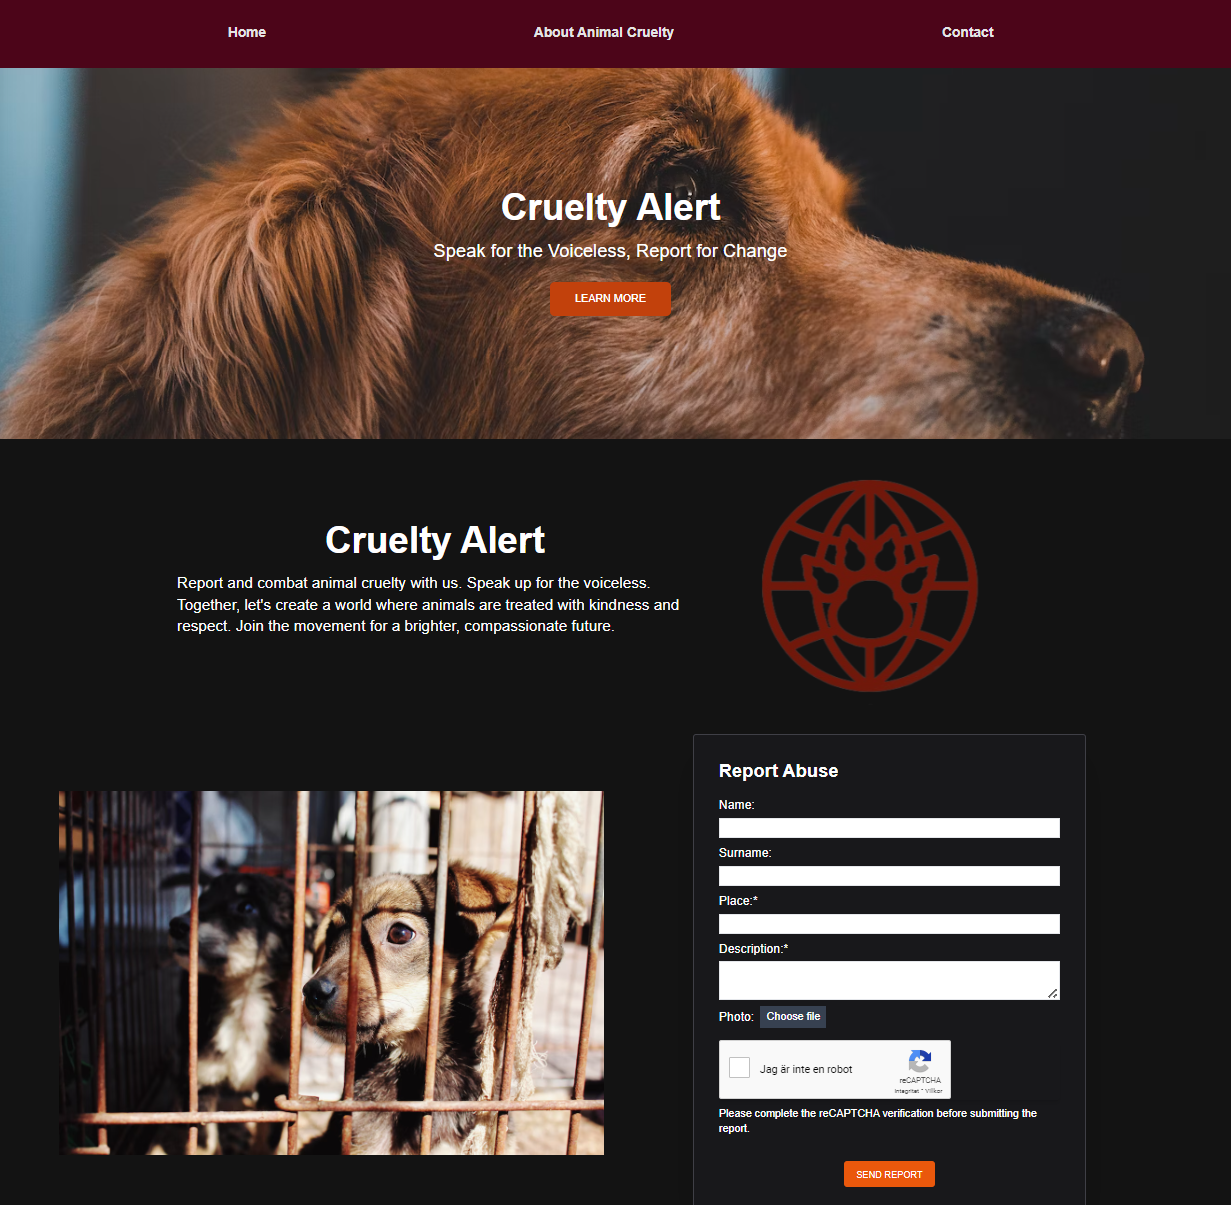 Home
About Animal Cruelty
Contact
Cruelty Alert
Speak for the Voiceless, Report for Change
LEARN MORE
Cruelty Alert
Report and combat animal cruelty with us. Speak up for the voiceless.
Together, let's create a world where animals are treated with kindness and
respect. Join the movement for a brighter, compassionate future.
Report Abuse
Name:
Surname:
Place:*
Description:*
Photo: Choose file
Jag är inte en robot
reCAPTCHA
Integritet - Villkor
Please complete the reCAPTCHA verification before submitting the
report.
SEND REPORT